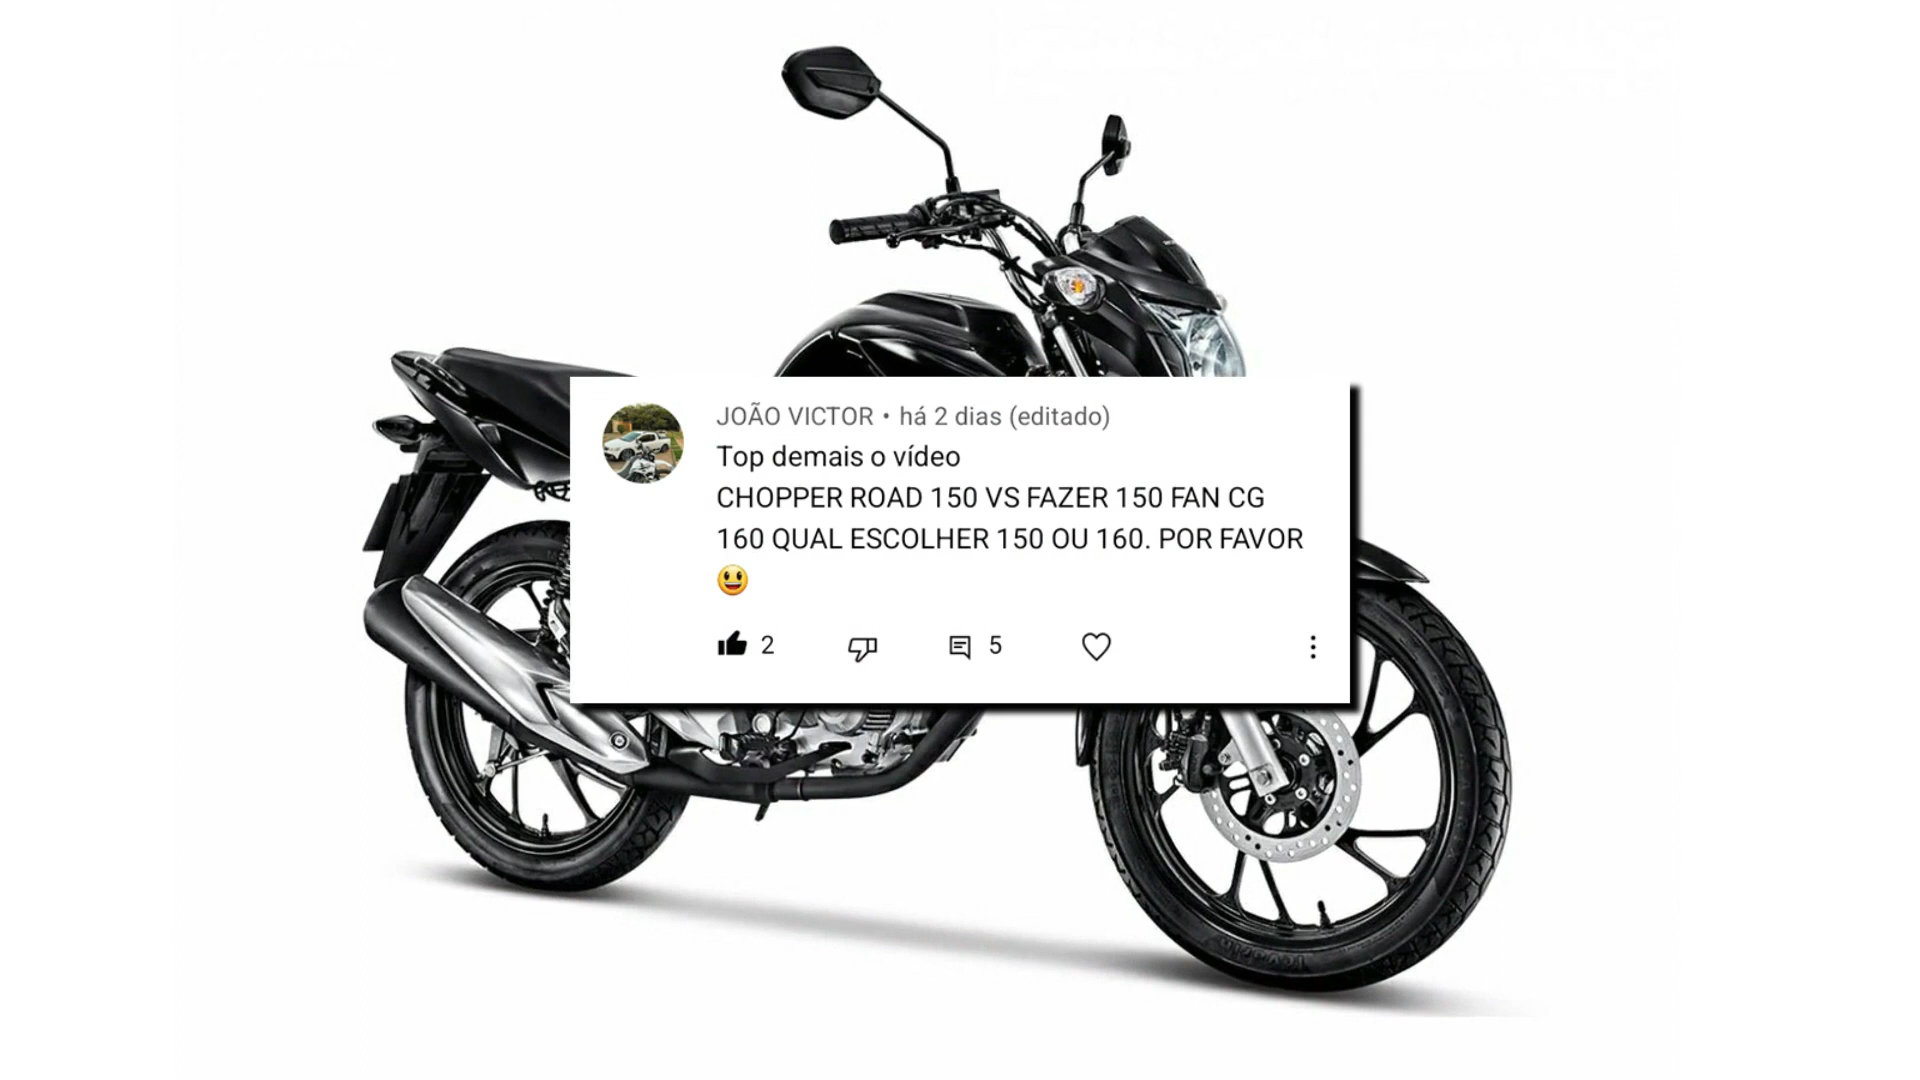 JOÃO VICTOR • há 2 dias (editado)
Top demais o vídeo
CHOPPER ROAD 150 VS FAZER 150 FAN CG
160 QUAL ESCOLHER 150 OU 160. POR FAVOR
😃
2 5